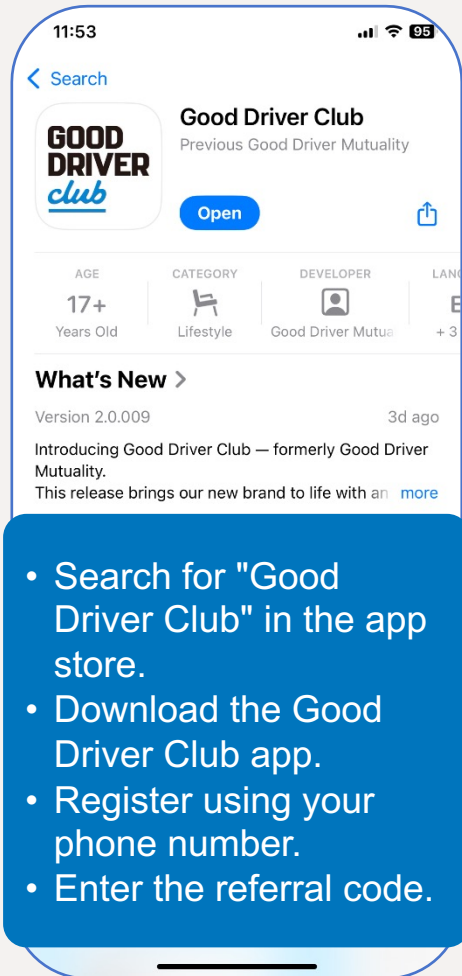 11:53
95
Search
GOOD
DRIVER
club
Good Driver Club
Previous Good Driver Mutuality
Open
AGE
CATEGORY
DEVELOPER
17+
Years Old
Lifestyle
Good Driver Mutua
+ 3
What's New >
Version 2.0.009
3d ago
Introducing Good Driver Club — formerly Good Driver
Mutuality.
This release brings our new brand to life with an more
• Search for "Good
Driver Club" in the app
store.
• Download the Good
Driver Club app.
• Register using your
phone number.
• Enter the referral code.